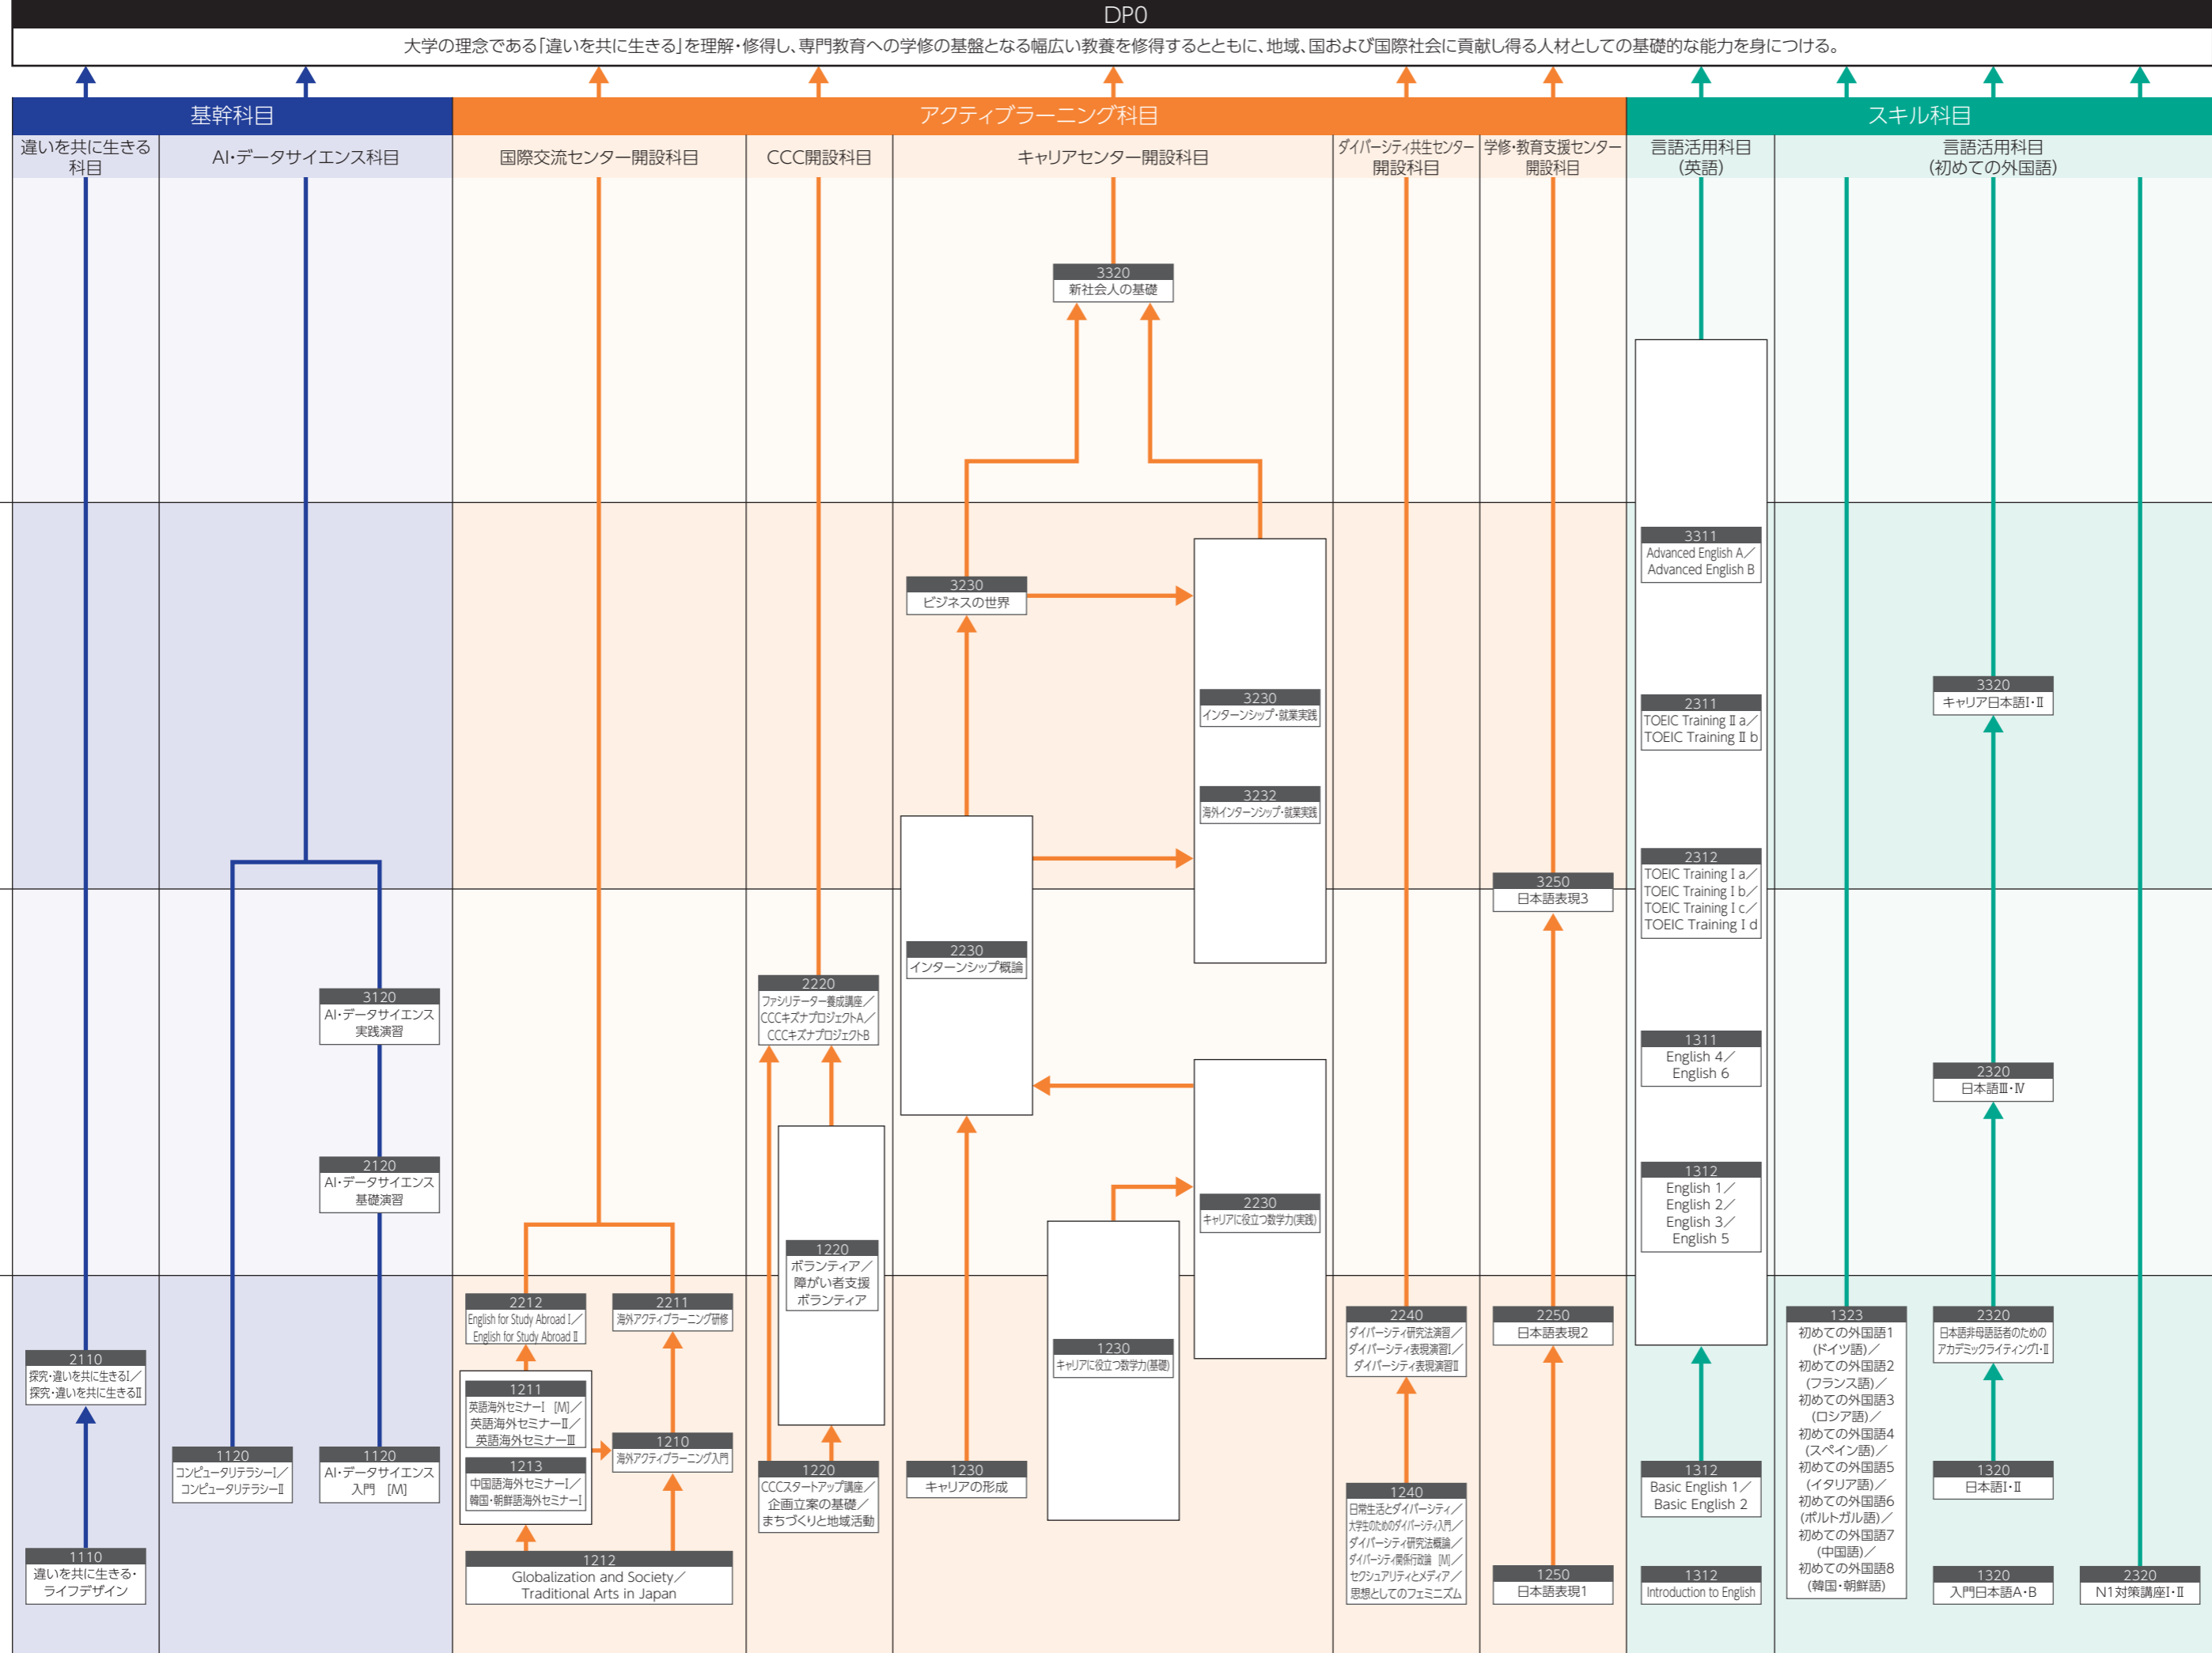 DP0
大学の理念である「違いを共に生きる」を理解・修得し、専門教育への学修の基盤となる幅広い教養を修得するとともに、地域、国および国際社会に貢献し得る人材としての基礎的な能力を身につける。
基幹科目
アクティブラーニング科目
スキル科目
違いを共に生きる
科目
AI・データサイエンス科目
国際交流センター開設科目
CCC開設科目
キャリアセンター開設科目
ダイバーシティ共生センター
開設科目
学修・教育支援センター
開設科目
言語活用科目
(英語)
言語活用科目
(初めての外国語)
2110
探究・違いを共に生きるⅠ／
探究・違いを共に生きるⅡ
1110
違いを共に生きる・
ライフデザイン
3120
AI・データサイエンス
実践演習
2120
AI・データサイエンス
基礎演習
1120
コンピュータリテラシーⅠ／
コンピュータリテラシーⅡ
1120
AI・データサイエンス
入門 [M]
2212
English for Study Abroad Ⅰ／
English for Study Abroad Ⅱ
2211
海外アクティブラーニング研修
1211
英語海外セミナーⅠ [M]／
英語海外セミナーⅡ／
英語海外セミナーⅢ
1213
中国語海外セミナーⅠ／
韓国・朝鮮語海外セミナーⅠ
1210
海外アクティブラーニング入門
1212
Globalization and Society／
Traditional Arts in Japan
2220
ファシリテーター養成講座／
CCCキズナプロジェクトA／
CCCキズナプロジェクトB
1220
ボランティア／
障がい者支援
ボランティア
1220
CCCスタートアップ講座／
企画立案の基礎／
まちづくりと地域活動
3320
新社会人の基礎
3230
ビジネスの世界
3230
インターンシップ・就業実践
3232
海外インターンシップ・就業実践
2230
インターンシップ概論
2230
キャリアに役立つ数学力(実践)
1230
キャリアに役立つ数学力(基礎)
1230
キャリアの形成
2240
ダイバーシティ研究法演習／
ダイバーシティ表現演習Ⅰ／
ダイバーシティ表現演習Ⅱ
1240
日常生活とダイバーシティ／
大学生のためのダイバーシティ入門／
ダイバーシティ研究法概論／
ダイバーシティ関係行政論 [M]／
セクシュアリティとメディア／
思想としてのフェミニズム
3250
日本語表現3
2250
日本語表現2
1250
日本語表現1
3311
Advanced English A／
Advanced English B
2311
TOEIC Training Ⅱ a／
TOEIC Training Ⅱ b
2312
TOEIC Training Ⅰ a／
TOEIC Training Ⅰ b／
TOEIC Training Ⅰ c／
TOEIC Training Ⅰ d
1311
English 4／
English 6
1312
English 1／
English 2／
English 3／
English 5
1312
Basic English 1／
Basic English 2
1312
Introduction to English
1323
初めての外国語1
(ドイツ語)／
初めての外国語2
(フランス語)／
初めての外国語3
(ロシア語)／
初めての外国語4
(スペイン語)／
初めての外国語5
(イタリア語)／
初めての外国語6
(ポルトガル語)／
初めての外国語7
(中国語)／
初めての外国語8
(韓国・朝鮮語)
3320
キャリア日本語Ⅰ・Ⅱ
2320
日本語Ⅲ・Ⅳ
2320
日本語非母語話者のための
アカデミックライティングⅠ・Ⅱ
1320
日本語Ⅰ・Ⅱ
1320
入門日本語A・B
2320
N1対策講座Ⅰ・Ⅱ